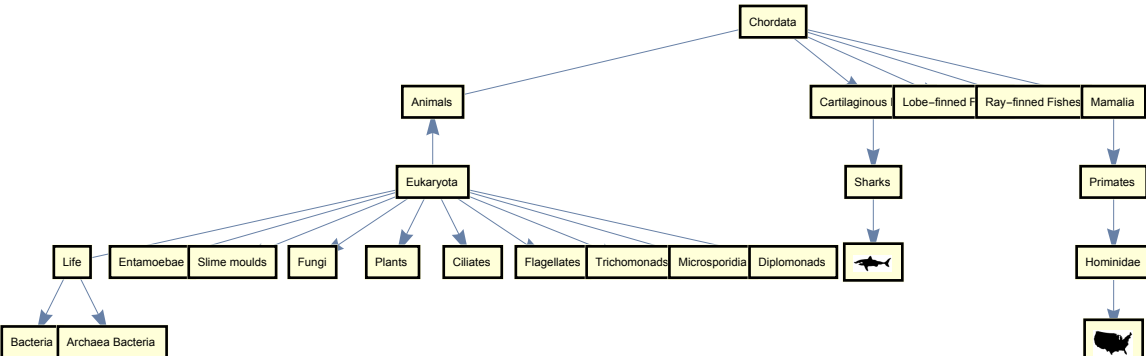 Chordata
Animals
Cartilaginous
Lobe-finned F
Ray-finned Fishes
Mamalia
Eukaryota
Sharks
Primates
Life
Entamoebae
Slime moulds
Fungi
Plants
Ciliates
Flagellates
Trichomonads
Microsporidia
Diplomonads
Hominidae
Bacteria
Archaea Bacteria